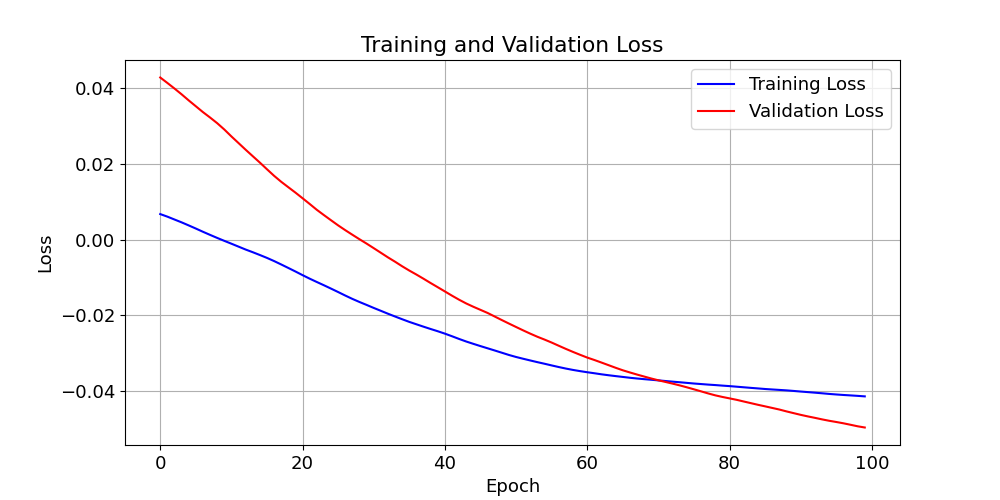 Training and Validation Loss
Training Loss
Validation Loss
0.04
0.02
0.00
−0.02
−0.04
Loss
0 20 40 60 80 100
Epoch